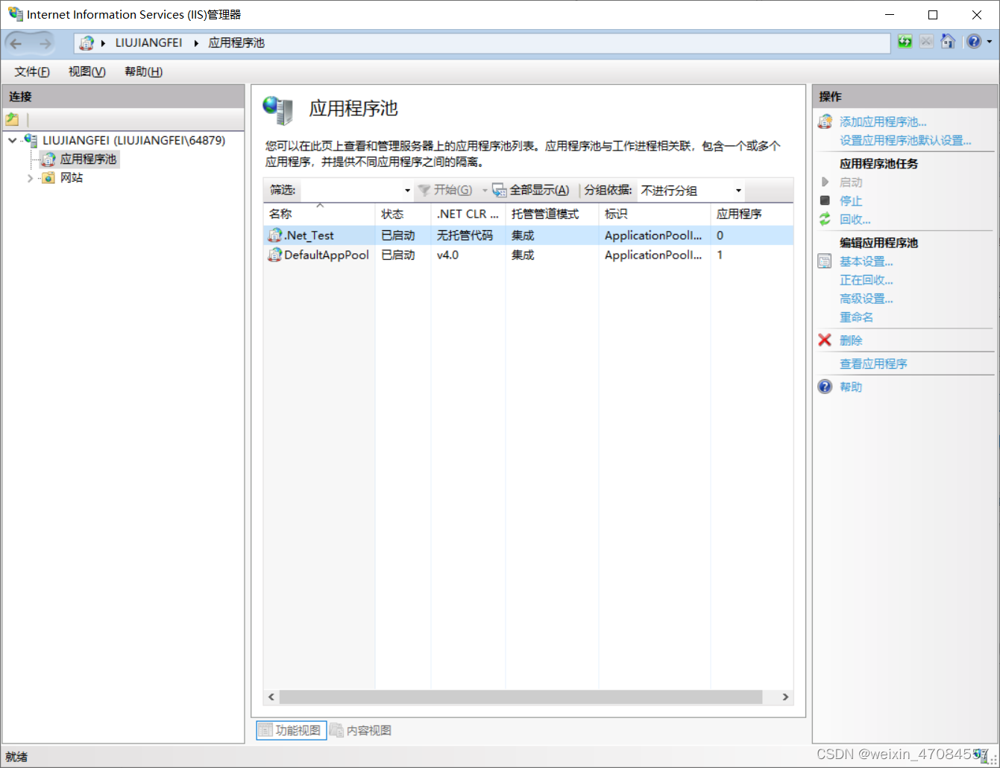 Internet Information Services (IIS)管理器
LIUJIANGFEI
应用程序池
文件(F) 视图(V) 帮助(H)
连接
LIUJIANGFEI (LIUJIANGFEI\64879)
应用程序池
网站
应用程序池
您可以在此页上查看和管理服务器上的应用程序池列表。应用程序池与工作进程相关联，包含一个或多个
应用程序，并提供不同应用程序之间的隔离。
筛选: 开始(G) 全部显示(A) 分组依据: 不进行分组
名称 状态 .NET CLR ... 托管管道模式 标识 应用程序
.Net_Test 已启动 无托管代码 集成 ApplicationPoolI... 0
DefaultAppPool 已启动 v4.0 集成 ApplicationPoolI... 1
功能视图 内容视图
操作
添加应用程序池...
设置应用程序池默认设置...
应用程序池任务
启动
停止
回收...
编辑应用程序池
基本设置...
正在回收...
高级设置...
重命名
删除
查看应用程序
帮助
就绪
CSDN @weixin_47084557